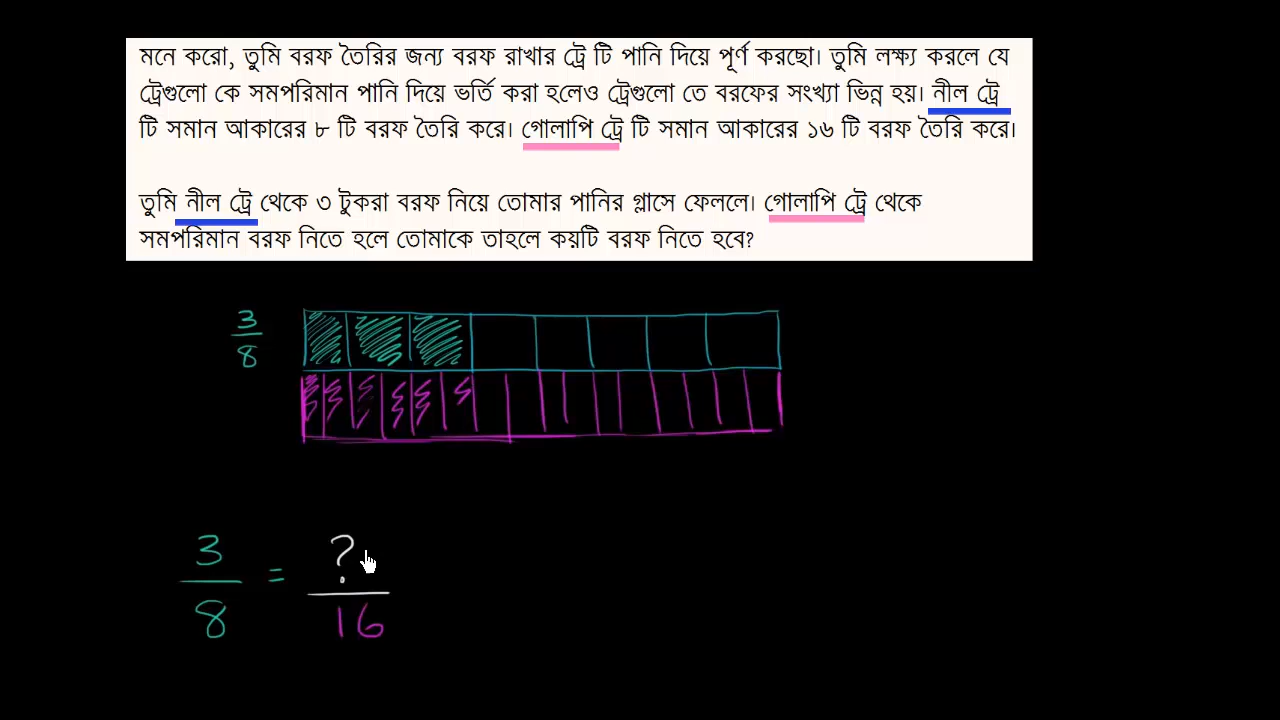 মনে করো, তুমি বরফ তৈরির জন্য বরফ রাখার ট্রে টি পানি দিয়ে পূর্ণ করছো। তুমি লক্ষ্য করলে যে
ট্রেগুলো কে সমপরিমান পানি দিয়ে ভর্তি করা হলেও ট্রেগুলো তে বরফের সংখ্যা ভিন্ন হয়। নীল ট্রে
টি সমান আকারের ৮ টি বরফ তৈরি করে। গোলাপি ট্রে টি সমান আকারের ১৬ টি বরফ তৈরি করে।
তুমি নীল ট্রে থেকে ৩ টুকরা বরফ নিয়ে তোমার পানির গ্লাসে ফেললে। গোলাপি ট্রে থেকে
সমপরিমান বরফ নিতে হলে তোমাকে তাহলে কয়টি বরফ নিতে হবে?
3
8
3 = ?
8 16